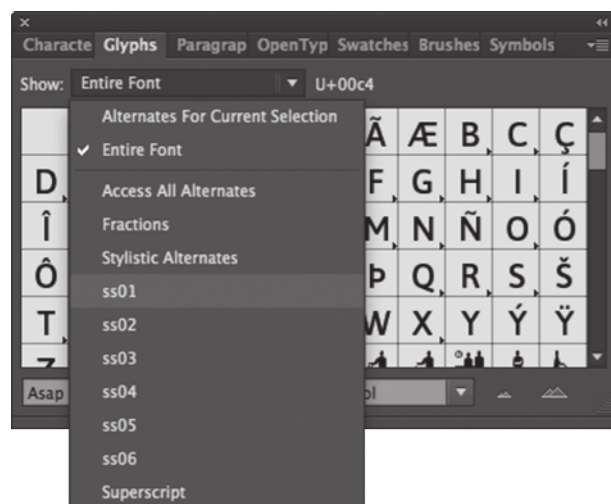 Characte Glyphs Paragrap OpenTyp Swatches Brushes Symbols
Show: Entire Font U+00c4
Alternates For Current Selection
Entire Font
Access All Alternates
Fractions
Stylistic Alternates
ss01
ss02
ss03
ss04
ss05
ss06
Superscript
Ã Æ B C Ç
D F G H I Í
Î M N Ñ O Ó
Ô Þ Q R S Š
T W X Y Ý Ÿ
Asap